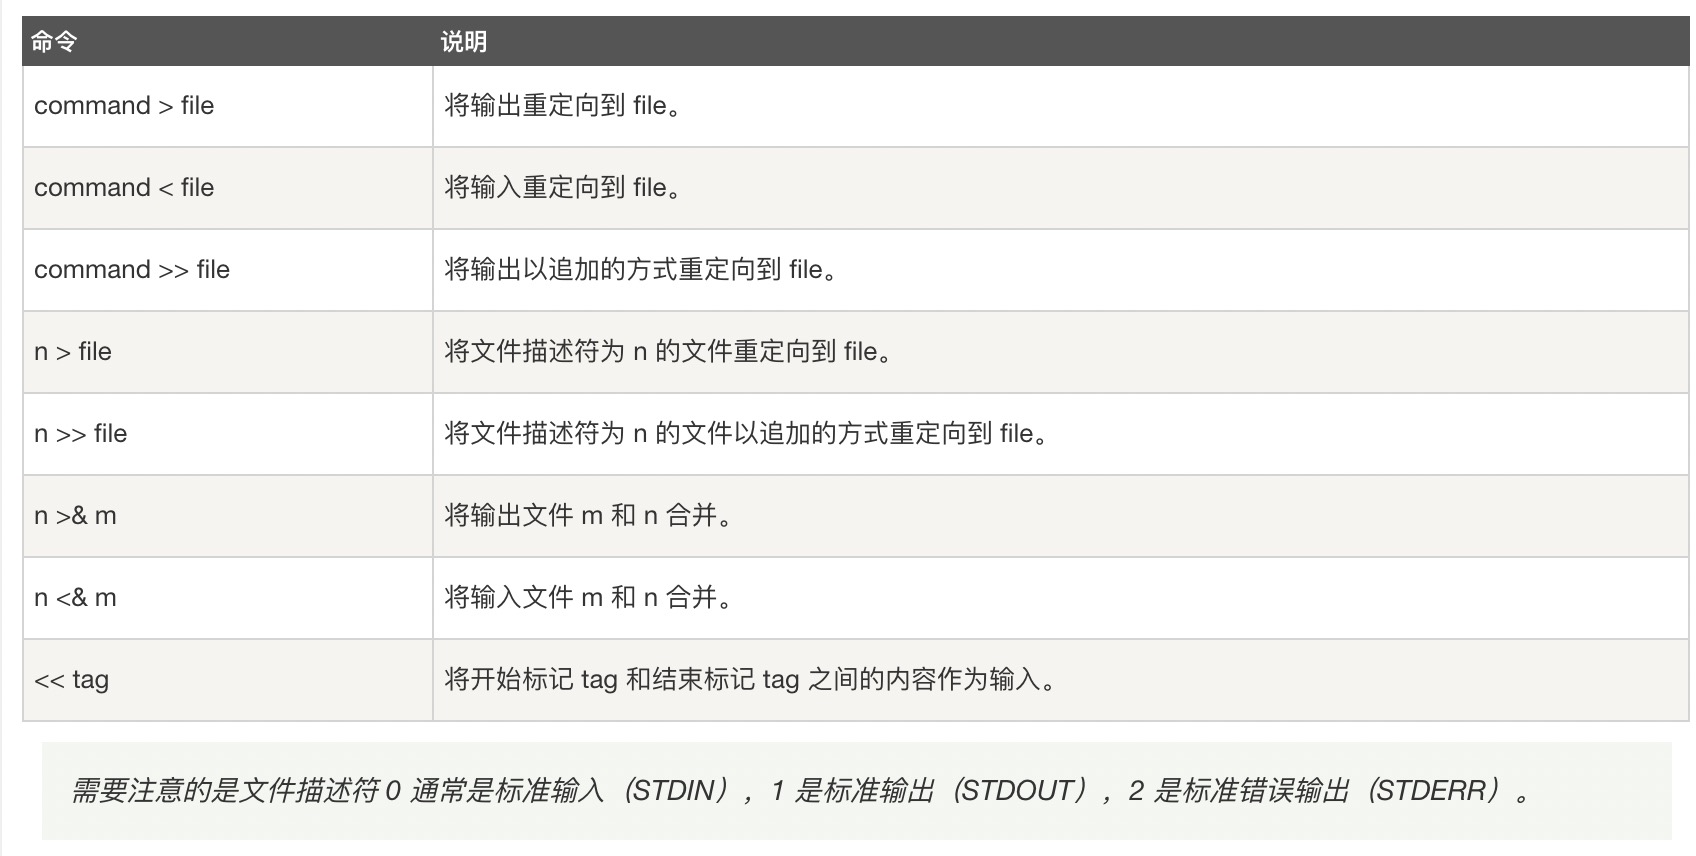 命令 说明
command > file 将输出重定向到 file。
command < file 将输入重定向到 file。
command >> file 将输出以追加的方式重定向到 file。
n > file 将文件描述符为 n 的文件重定向到 file。
n >> file 将文件描述符为 n 的文件以追加的方式重定向到 file。
n >& m 将输出文件 m 和 n 合并。
n <& m 将输入文件 m 和 n 合并。
<< tag 将开始标记 tag 和结束标记 tag 之间的内容作为输入。
需要注意的是文件描述符 0 通常是标准输入（STDIN），1 是标准输出（STDOUT），2 是标准错误输出（STDERR）。